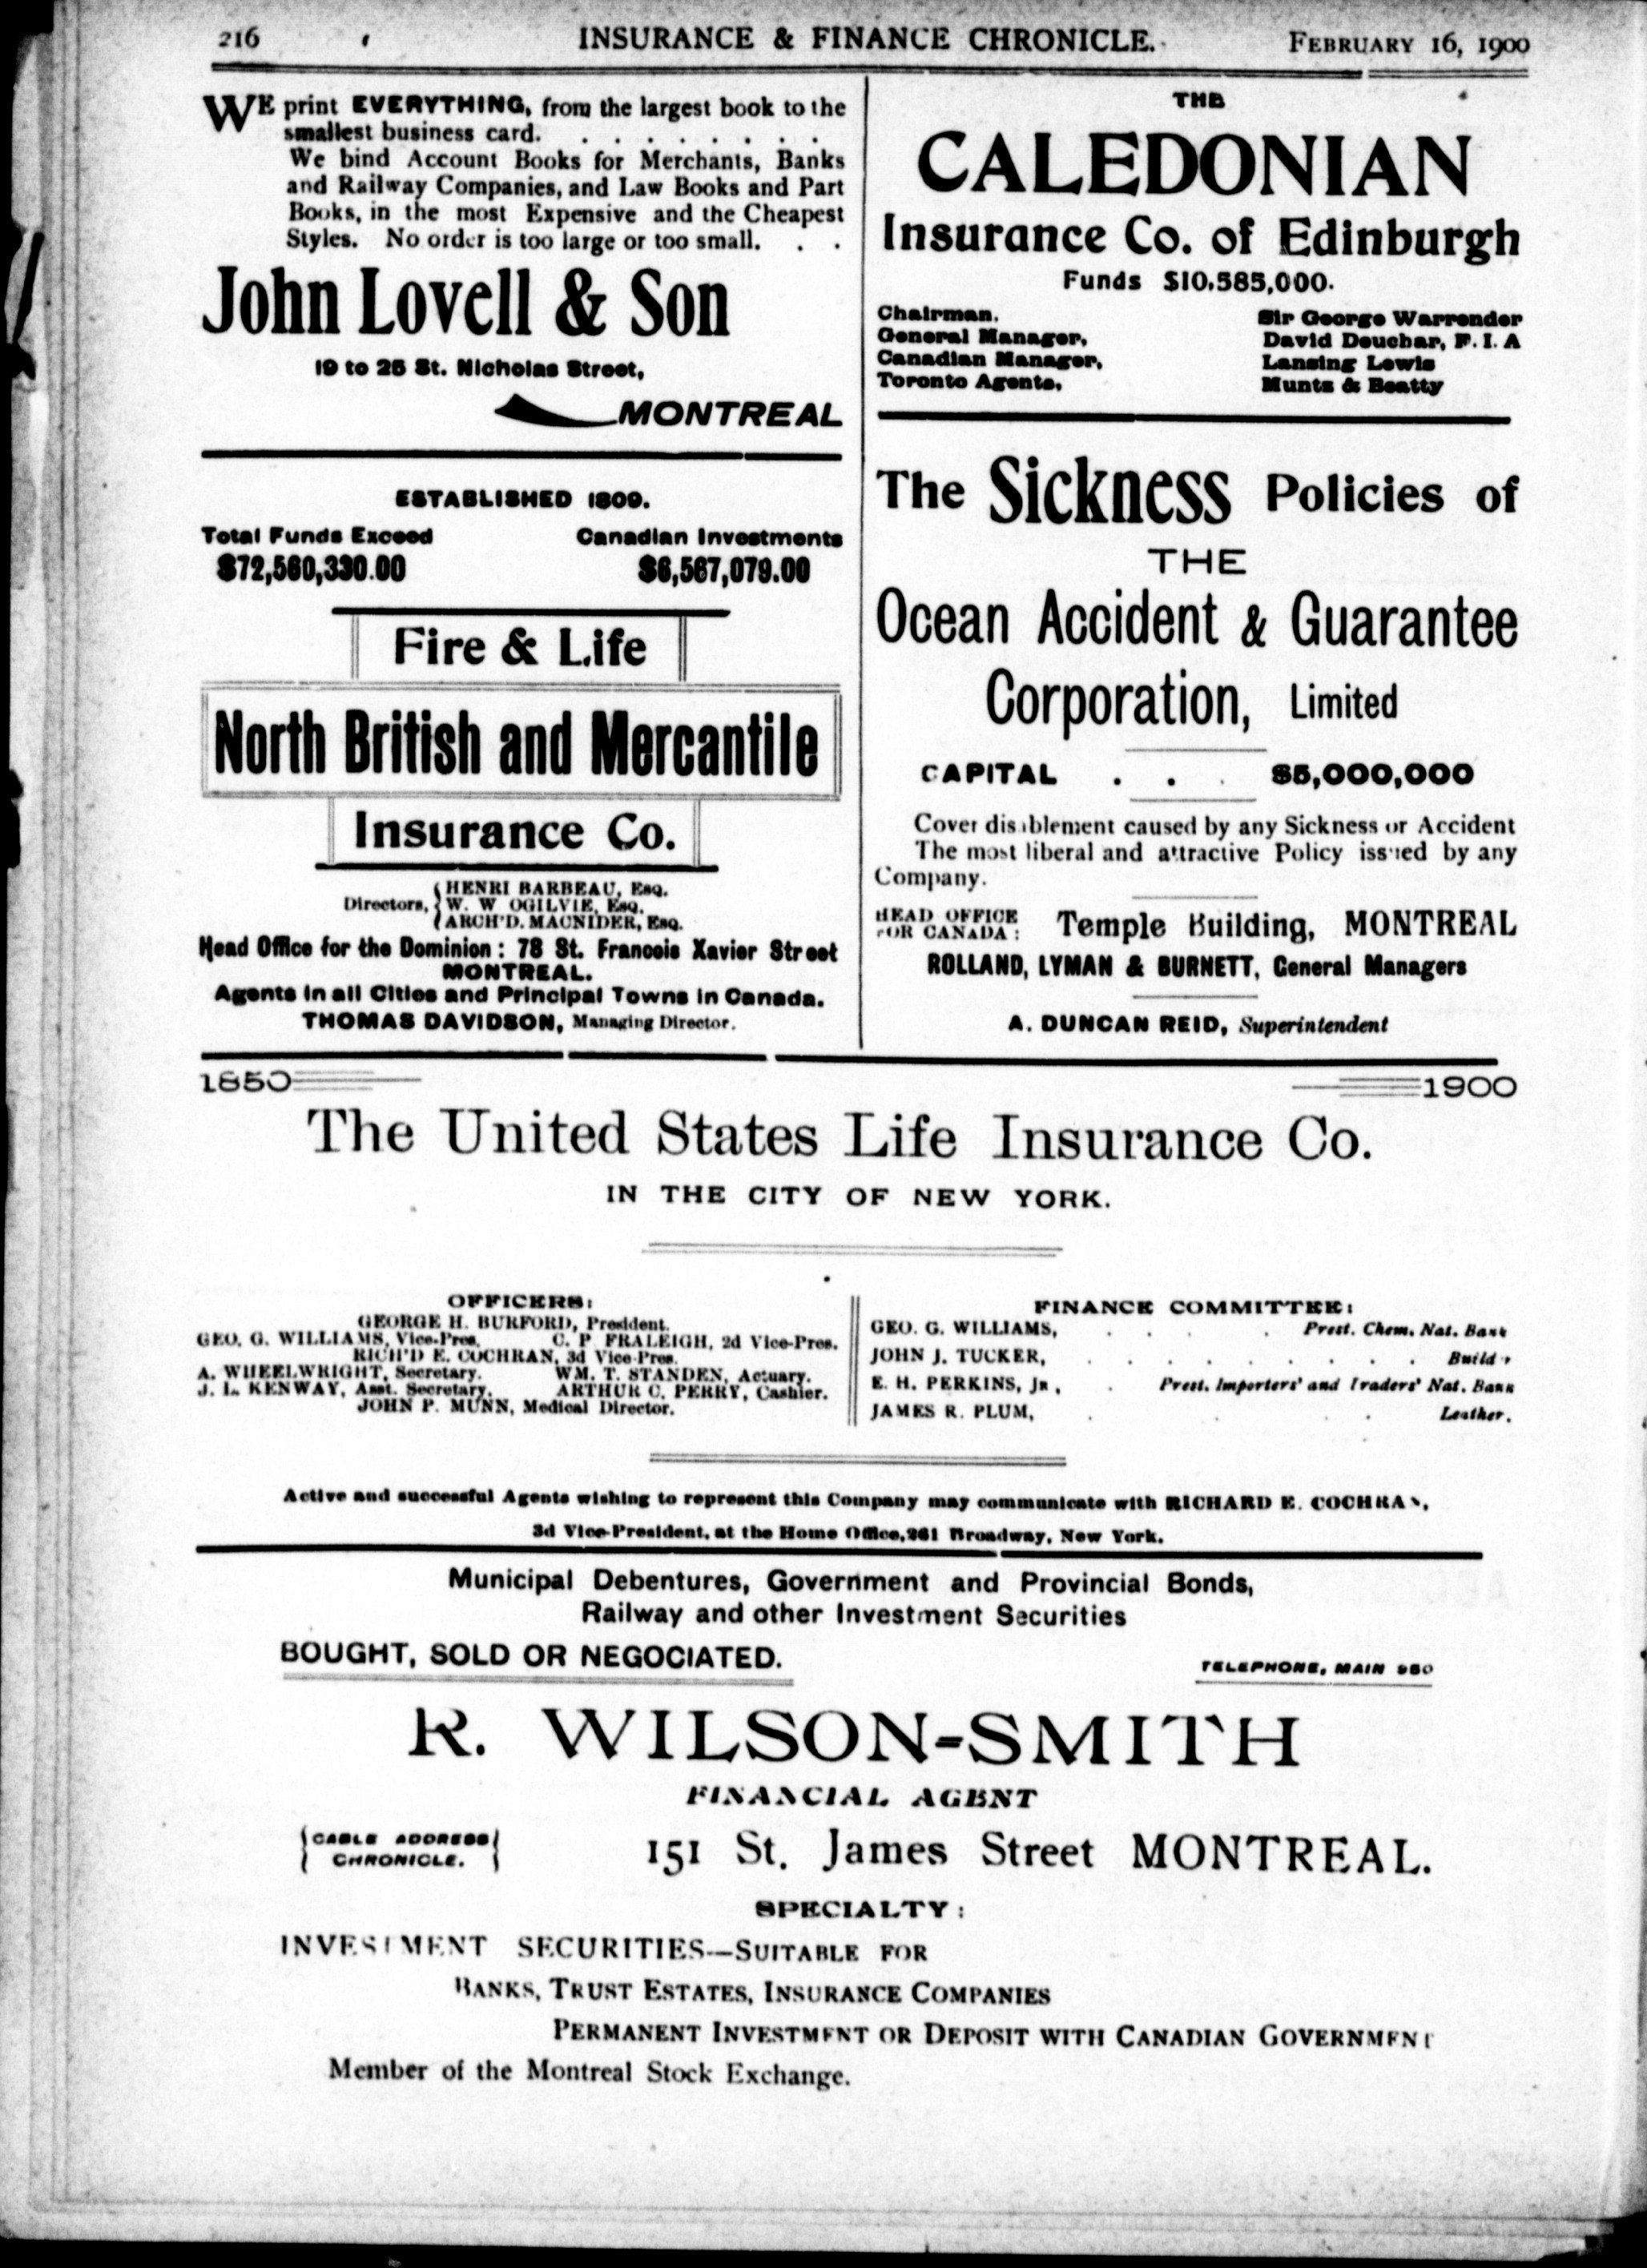 216 INSURANCE & FINANCE CHRONICLE. FEBRUARY 16, 1900
WE print EVERYTHING, from the largest book to the
smallest business card. . . . . . . . .
We bind Account Books for Merchants, Banks
and Railway Companies, and Law Books and Part
Books, in the most Expensive and the Cheapest
Styles. No order is too large or too small. . .
John Lovell & Son
19 to 25 St. Nicholas Street,
MONTREAL
ESTABLISHED 1809.
Total Funds Exceed Canadian Investments
$72,560,330.00 $6,567,079.00
Fire & Life
North British and Mercantile
Insurance Co.
Directors, { HENRI BARBEAU, Esq.
W. W OGILVIE, Esq.
ARCH'D. MACNIDER, Esq.
Head Office for the Dominion : 78 St. Francois Xavier Street
MONTREAL.
Agents in all Cities and Principal Towns in Canada.
THOMAS DAVIDSON, Managing Director.
THE
CALEDONIAN
Insurance Co. of Edinburgh
Funds $10,585,000.
Chairman, Sir George Warrender
General Manager, David Deuchar, F. I. A
Canadian Manager, Lansing Lewis
Toronto Agents, Muntz & Beatty
The Sickness Policies of
THE
Ocean Accident & Guarantee
Corporation, Limited
CAPITAL . . . $5,000,000
Cover disablement caused by any Sickness or Accident
The most liberal and attractive Policy issued by any
Company.
HEAD OFFICE
FOR CANADA : Temple Building, MONTREAL
ROLLAND, LYMAN & BURNETT, General Managers
A. DUNCAN REID, Superintendent
1850 1900
The United States Life Insurance Co.
IN THE CITY OF NEW YORK.
OFFICERS:
GEORGE H. BURFORD, President.
GEO. G. WILLIAMS, Vice-Pres. C. P FRALEIGH, 2d Vice-Pres.
RICH'D E. COCHRAN, 3d Vice-Pres.
A. WHEELWRIGHT, Secretary. WM. T. STANDEN, Actuary.
J. L. KENWAY, Asst. Secretary. ARTHUR C. PERRY, Cashier.
JOHN P. MUNN, Medical Director.
FINANCE COMMITTEE:
GEO. G. WILLIAMS, . . . . Prest. Chem. Nat. Bank
JOHN J. TUCKER, . . . . . . . . . Builder
E. H. PERKINS, JR, . Prest. Importers' and Traders' Nat. Bank
JAMES R. PLUM, . . . Leather.
Active and successful Agents wishing to represent this Company may communicate with RICHARD E. COCHRAN,
3d Vice-President, at the Home Office, 261 Broadway, New York.
Municipal Debentures, Government and Provincial Bonds,
Railway and other Investment Securities
BOUGHT, SOLD OR NEGOCIATED.
TELEPHONE, MAIN 950
R. WILSON-SMITH
FINANCIAL AGENT
{ CABLE ADDRESS }
CHRONICLE.
151 St. James Street MONTREAL.
SPECIALTY :
INVESTMENT SECURITIES—SUITABLE FOR
BANKS, TRUST ESTATES, INSURANCE COMPANIES
PERMANENT INVESTMENT OR DEPOSIT WITH CANADIAN GOVERNMENT
Member of the Montreal Stock Exchange.